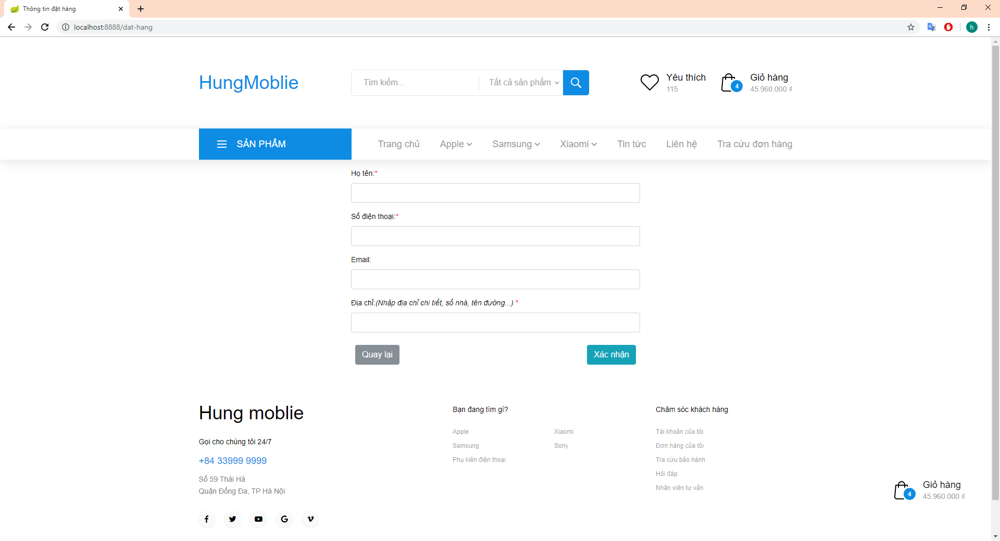 Thông tin đặt hàng
localhost:8888/dat-hang
h
HungMoblie
Tìm kiếm...
Tất cả sản phẩm
Yêu thích
115
4
Giỏ hàng
45.960.000 ₫
SẢN PHẨM
Trang chủ
Apple
Samsung
Xiaomi
Tin tức
Liên hệ
Tra cứu đơn hàng
Họ tên:*
Số điện thoại:*
Email:
Địa chỉ:(Nhập địa chỉ chi tiết, số nhà, tên đường...) *
Quay lại
Xác nhận
Hung moblie
Gọi cho chúng tôi 24/7
+84 33999 9999
Số 59 Thái Hà
Quận Đống Đa, TP Hà Nội
Bạn đang tìm gì?
Apple
Xiaomi
Samsung
Sony
Phụ kiên điện thoại
Chăm sóc khách háng
Tài khoản của tôi
Đơn hàng của tôi
Tra cứu bảo hành
Hỏi đáp
Nhân viên tư vấn
4
Giỏ hàng
45.960.000 ₫